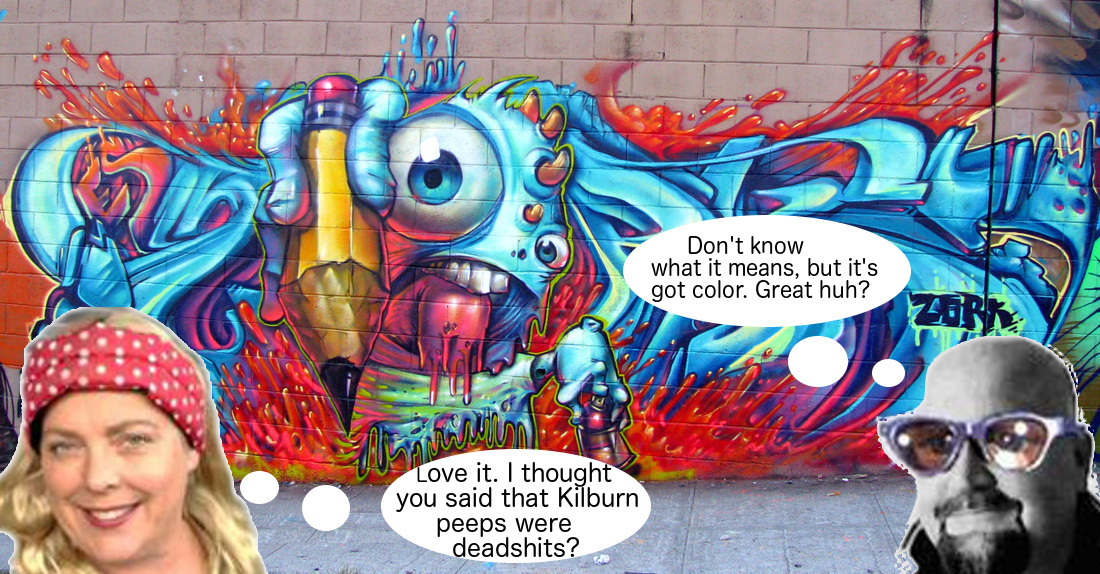 Don't know
what it means, but it's
got color. Great huh?
ZORK
Love it. I thought
you said that Kilburn
peeps were
deadshits?